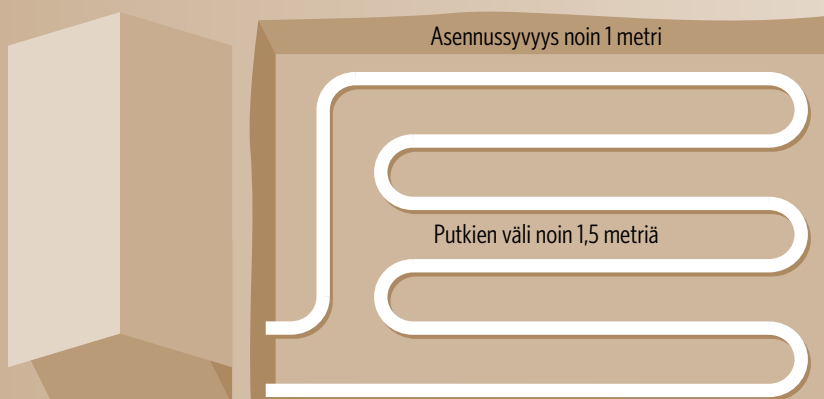 Asennussyvyys noin 1 metri
Putkien väli noin 1,5 metriä